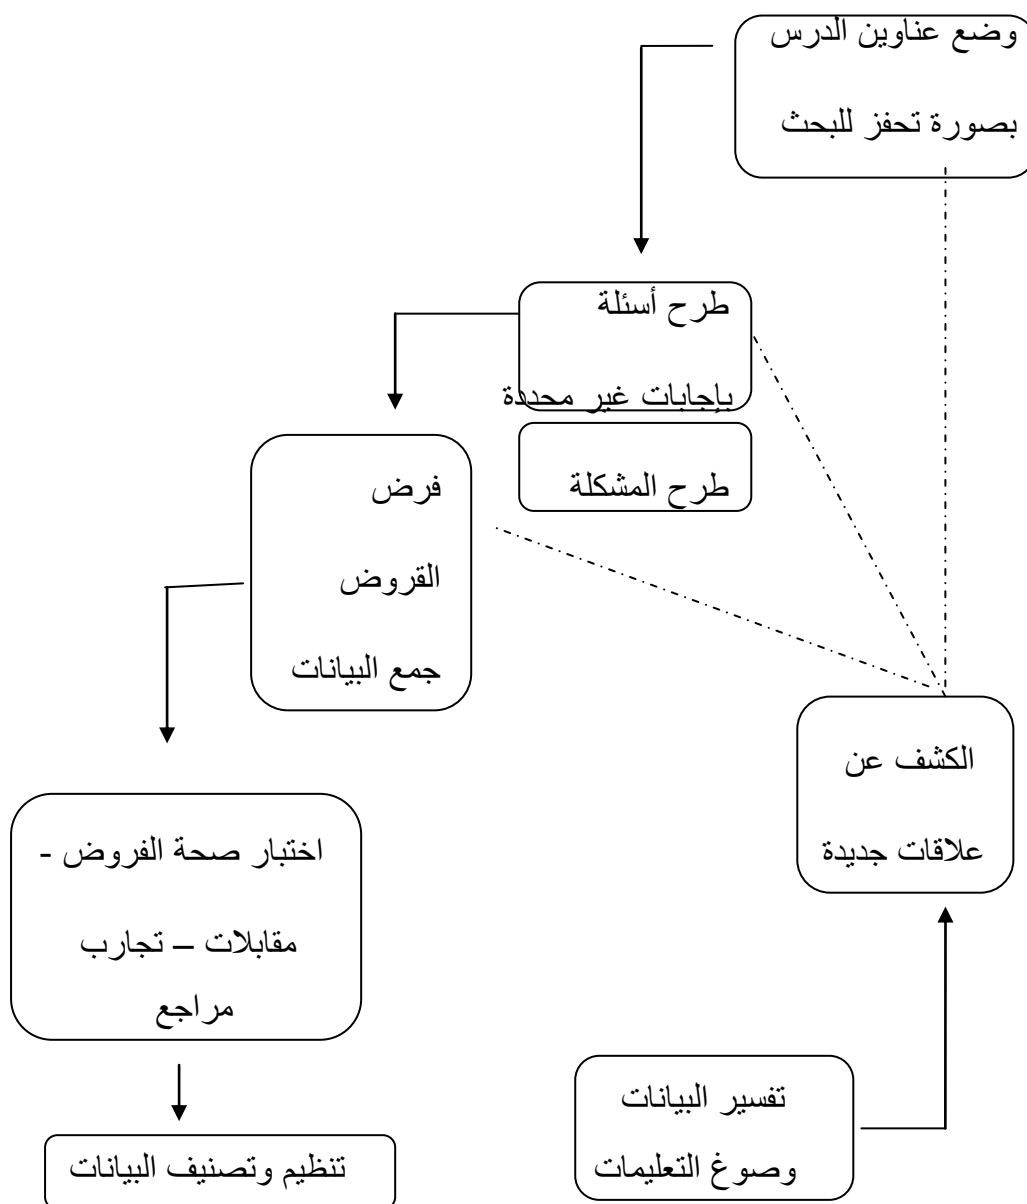 وضع عناوين الدرس
بصورة تحفز للبحث
طرح أسئلة
بإجابات غير محددة
طرح المشكلة
فرض
القروض
جمع البيانات
اختبار صحة الفروض -
مقابلات – تجارب
مراجع
تنظيم وتصنيف البيانات
تفسير البيانات
وصوغ التعليمات
الكشف عن
علاقات جديدة